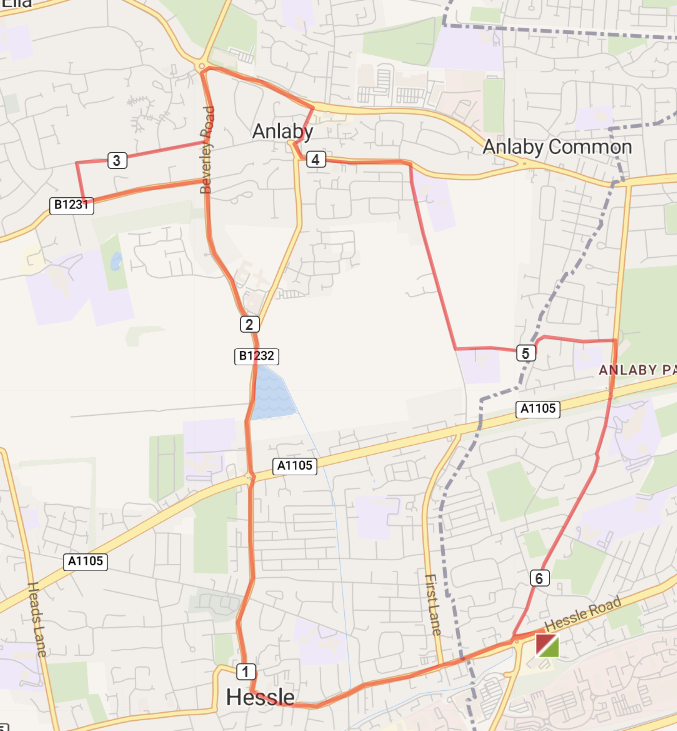 Ella
Beverley Road
Anlaby
Anlaby Common
3
4
B1231
2
B1232
5
ANLABY PA
A1105
A1105
A1105
6
Heads Lane
First Lane
Hessle Road
1
Hessle